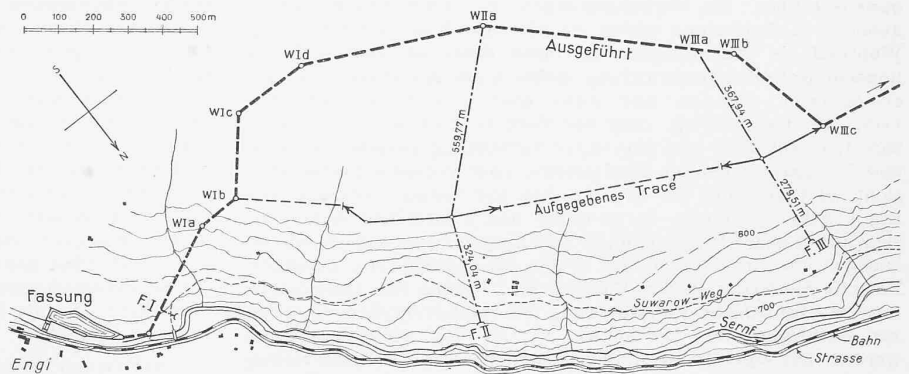 0 100 200 300 400 500 m
S
N
WIIa
Ausgeführt
WIIIa
WIIIb
WId
WIc
WIIIc
559,77 m
367,94 m
WIb
WIa
Aufgegebenes Trace
279,51 m
F. III
800
324,04 m
F. I
F. II
Fassung
Suwarow-Weg
700
Sernf
Bahn
Strasse
Engi